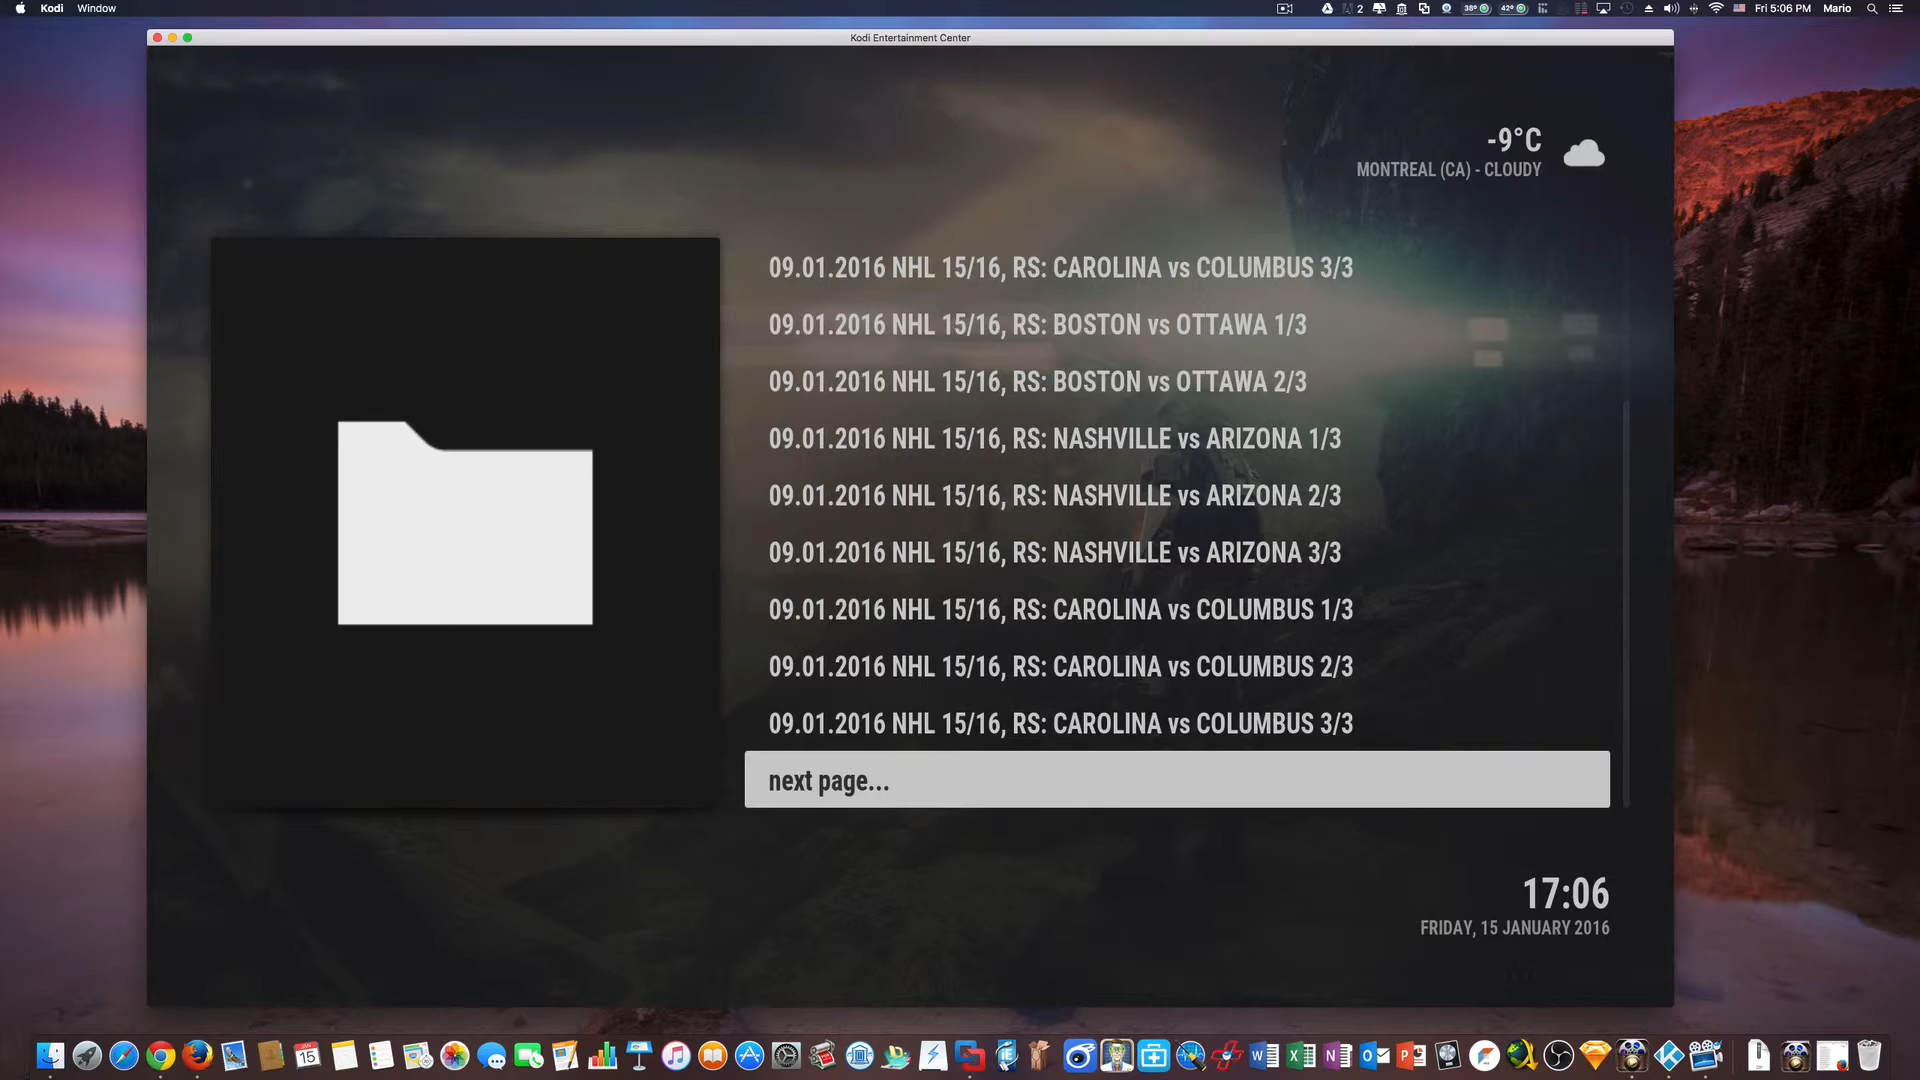 Kodi Window
2 38° 42° Fri 5:06 PM Mario
Kodi Entertainment Center
-9°C
MONTREAL (CA) - CLOUDY
09.01.2016 NHL 15/16, RS: CAROLINA vs COLUMBUS 3/3
09.01.2016 NHL 15/16, RS: BOSTON vs OTTAWA 1/3
09.01.2016 NHL 15/16, RS: BOSTON vs OTTAWA 2/3
09.01.2016 NHL 15/16, RS: NASHVILLE vs ARIZONA 1/3
09.01.2016 NHL 15/16, RS: NASHVILLE vs ARIZONA 2/3
09.01.2016 NHL 15/16, RS: NASHVILLE vs ARIZONA 3/3
09.01.2016 NHL 15/16, RS: CAROLINA vs COLUMBUS 1/3
09.01.2016 NHL 15/16, RS: CAROLINA vs COLUMBUS 2/3
09.01.2016 NHL 15/16, RS: CAROLINA vs COLUMBUS 3/3
next page...
17:06
FRIDAY, 15 JANUARY 2016
JAN
15